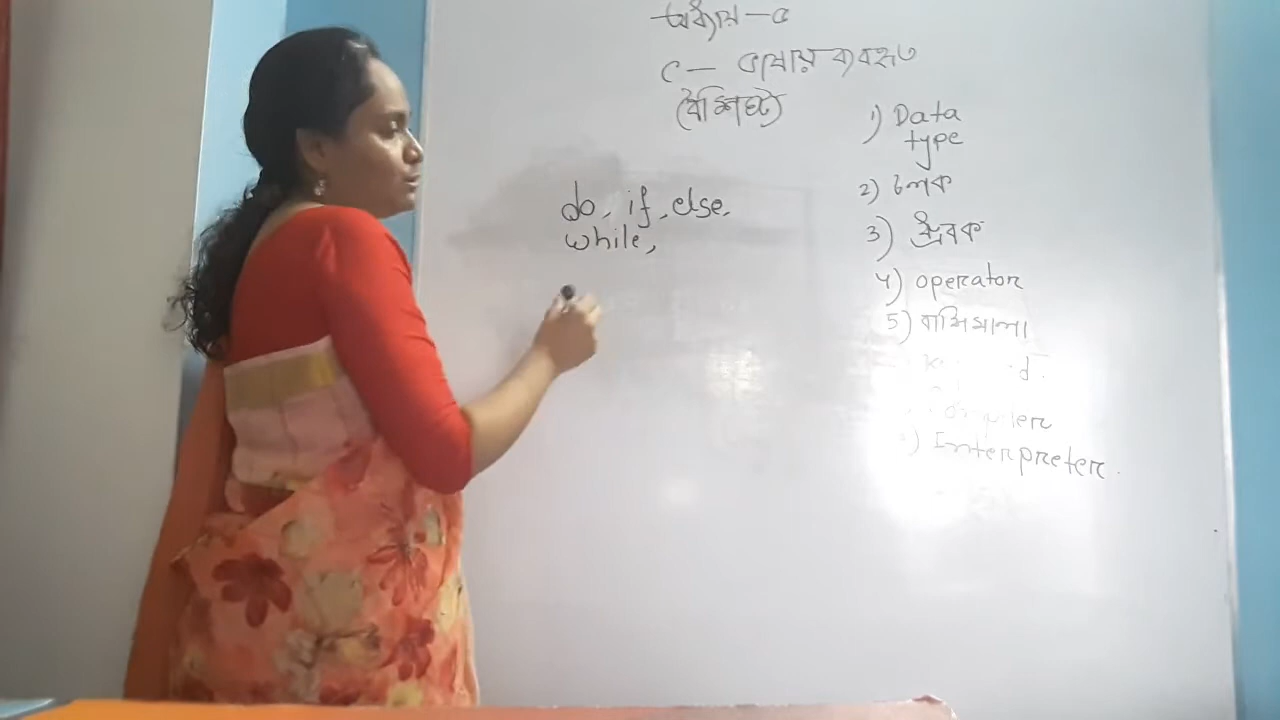 অধ্যায় - ৫
C - ভাষায় ব্যবহৃত
বৈশিষ্ট্য
do, if, else,
while,
1) Data
type
2) চলক
3) ধ্রুবক
4) operator
5) রাশিমালা
Interpreter